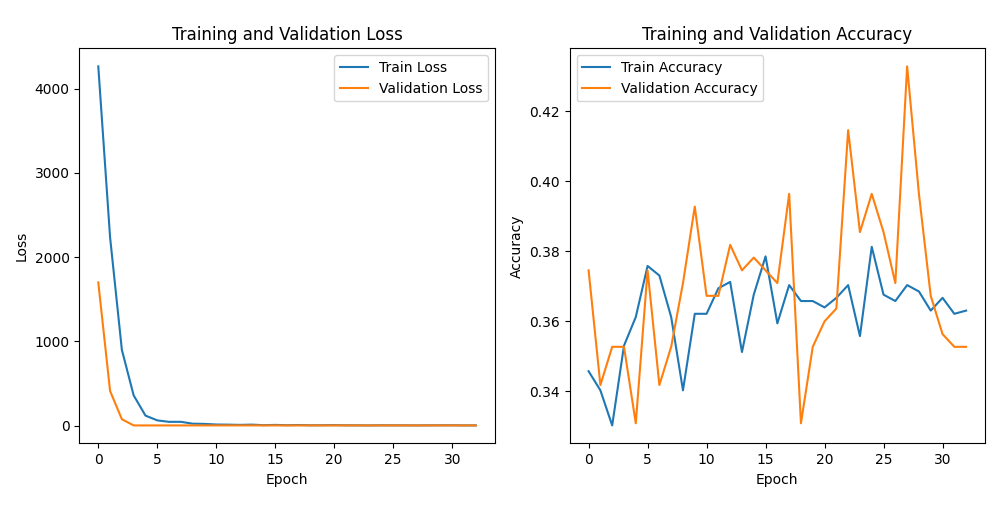 Training and Validation Loss
Train Loss
Validation Loss
4000
3000
2000
1000
0
Loss
0 5 10 15 20 25 30
Epoch
Training and Validation Accuracy
Train Accuracy
Validation Accuracy
0.42
0.40
0.38
0.36
0.34
Accuracy
0 5 10 15 20 25 30
Epoch